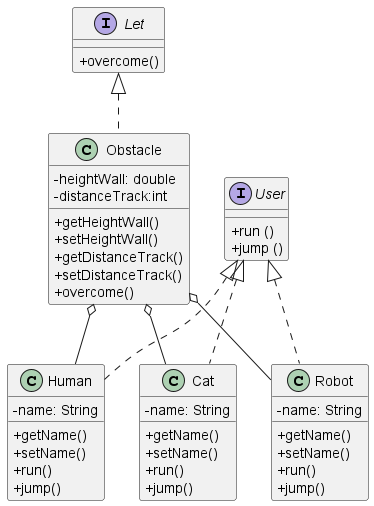 I Let
+overcome()
C Obstacle
-heightWall: double
-distanceTrack:int
+getHeightWall()
+setHeightWall()
+getDistanceTrack()
+setDistanceTrack()
+overcome()
I User
+run ()
+jump ()
C Human
-name: String
+getName()
+setName()
+run()
+jump()
C Cat
-name: String
+getName()
+setName()
+run()
+jump()
C Robot
-name: String
+getName()
+setName()
+run()
+jump()